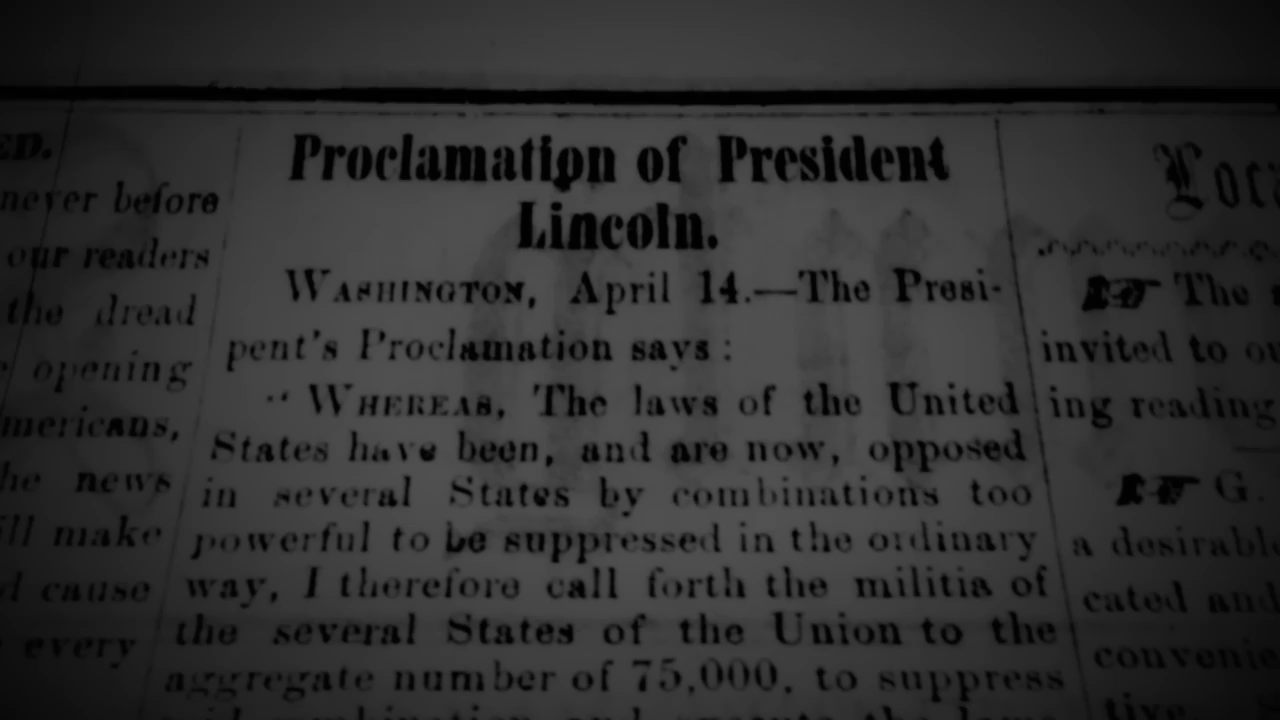 ED.
never before
our readers
the dread
opening
mericans,
he news
ill make
d cause
every
Proclamation of President
Lincoln.
WASHINGTON, April 14.—The Presi-
pent's Proclamation says:
"WHEREAS, The laws of the United
States have been, and are now, opposed
in several States by combinations too
powerful to be suppressed in the ordinary
way, I therefore call forth the militia of
the several States of the Union to the
aggregate number of 75,000, to suppress
Loca
The
invited to ou
ing reading
G.
a desirabl
cated and
convenie
tive.